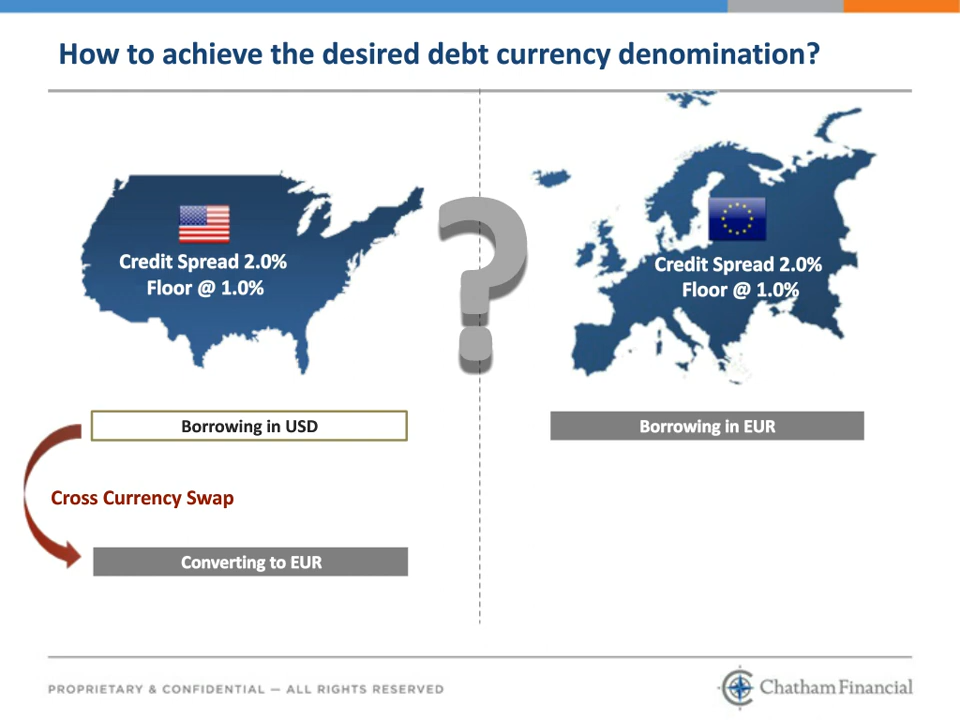 How to achieve the desired debt currency denomination?
Credit Spread 2.0%
Floor @ 1.0%
Credit Spread 2.0%
Floor @ 1.0%
?
Borrowing in USD
Borrowing in EUR
Cross Currency Swap
Converting to EUR
PROPRIETARY & CONFIDENTIAL — ALL RIGHTS RESERVED
Chatham Financial